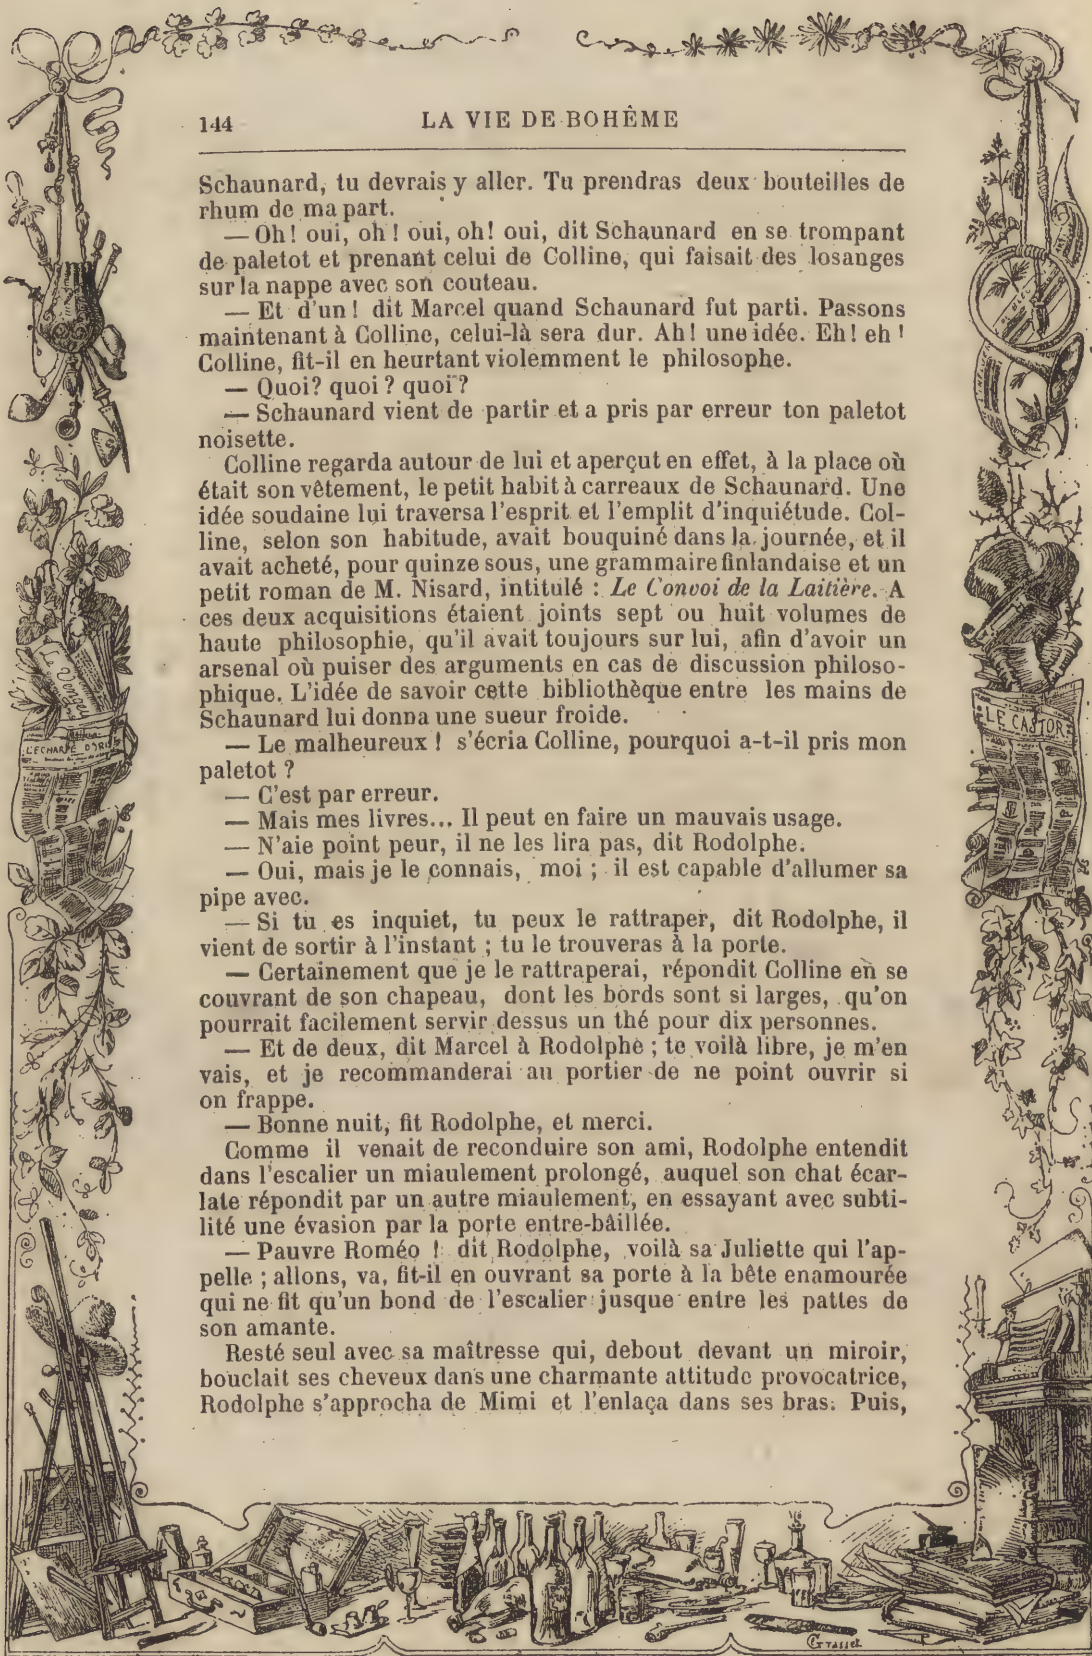 144
LA VIE DE BOHÊME
Schaunard, tu devrais y aller. Tu prendras deux bouteilles de
rhum de ma part.
— Oh! oui, oh! oui, oh! oui, dit Schaunard en se trompant
de paletot et prenant celui de Colline, qui faisait des losanges
sur la nappe avec son couteau.
— Et d'un! dit Marcel quand Schaunard fut parti. Passons
maintenant à Colline, celui-là sera dur. Ah! une idée. Eh! eh!
Colline, fit-il en heurtant violemment le philosophe.
— Quoi? quoi? quoi?
— Schaunard vient de partir et a pris par erreur ton paletot
noisette.
Colline regarda autour de lui et aperçut en effet, à la place où
était son vêtement, le petit habit à carreaux de Schaunard. Une
idée soudaine lui traversa l'esprit et l'emplit d'inquiétude. Col-
line, selon son habitude, avait bouquiné dans la journée, et il
avait acheté, pour quinze sous, une grammaire finlandaise et un
petit roman de M. Nisard, intitulé : Le Convoi de la Laitière. A
ces deux acquisitions étaient joints sept ou huit volumes de
haute philosophie, qu'il avait toujours sur lui, afin d'avoir un
arsenal où puiser des arguments en cas de discussion philoso-
phique. L'idée de savoir cette bibliothèque entre les mains de
Schaunard lui donna une sueur froide.
— Le malheureux ! s'écria Colline, pourquoi a-t-il pris mon
paletot ?
— C'est par erreur.
— Mais mes livres... Il peut en faire un mauvais usage.
— N'aie point peur, il ne les lira pas, dit Rodolphe.
— Oui, mais je le connais, moi ; il est capable d'allumer sa
pipe avec.
— Si tu es inquiet, tu peux le rattraper, dit Rodolphe, il
vient de sortir à l'instant ; tu le trouveras à la porte.
— Certainement que je le rattraperai, répondit Colline en se
couvrant de son chapeau, dont les bords sont si larges, qu'on
pourrait facilement servir dessus un thé pour dix personnes.
— Et de deux, dit Marcel à Rodolphe ; te voilà libre, je m'en
vais, et je recommanderai au portier de ne point ouvrir si
on frappe.
— Bonne nuit, fit Rodolphe, et merci.
Comme il venait de reconduire son ami, Rodolphe entendit
dans l'escalier un miaulement prolongé, auquel son chat écar-
late répondit par un autre miaulement, en essayant avec subti-
lité une évasion par la porte entre-bâillée.
— Pauvre Roméo ! dit Rodolphe, voilà sa Juliette qui l'ap-
pelle ; allons, va, fit-il en ouvrant sa porte à la bête enamourée
qui ne fit qu'un bond de l'escalier jusque entre les pattes de
son amante.
Resté seul avec sa maîtresse qui, debout devant un miroir,
bouclait ses cheveux dans une charmante attitude provocatrice,
Rodolphe s'approcha de Mimi et l'enlaça dans ses bras. Puis,
Le Vengeur
L'ECHARPE D'IRIS
LE CASTOR
Grasset